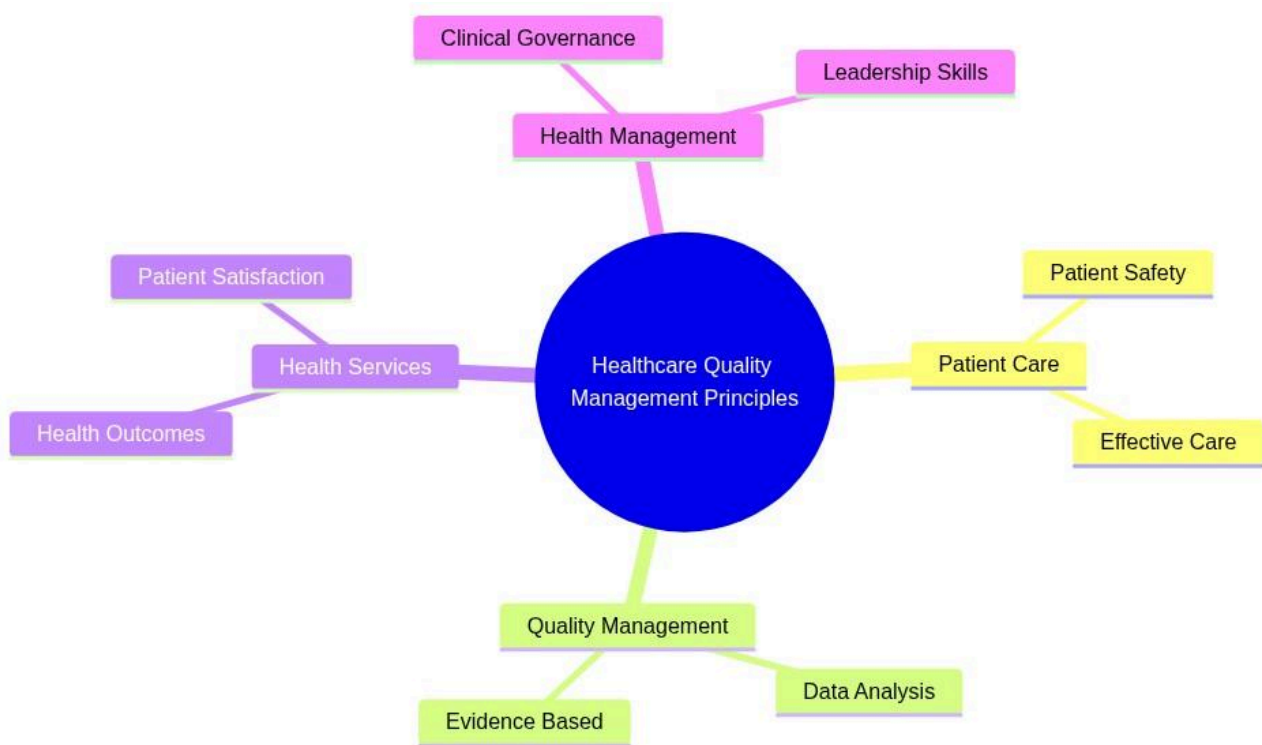 Clinical Governance
Leadership Skills
Health Management
Patient Satisfaction
Patient Safety
Health Services
Healthcare Quality
Management Principles
Patient Care
Health Outcomes
Effective Care
Quality Management
Data Analysis
Evidence Based